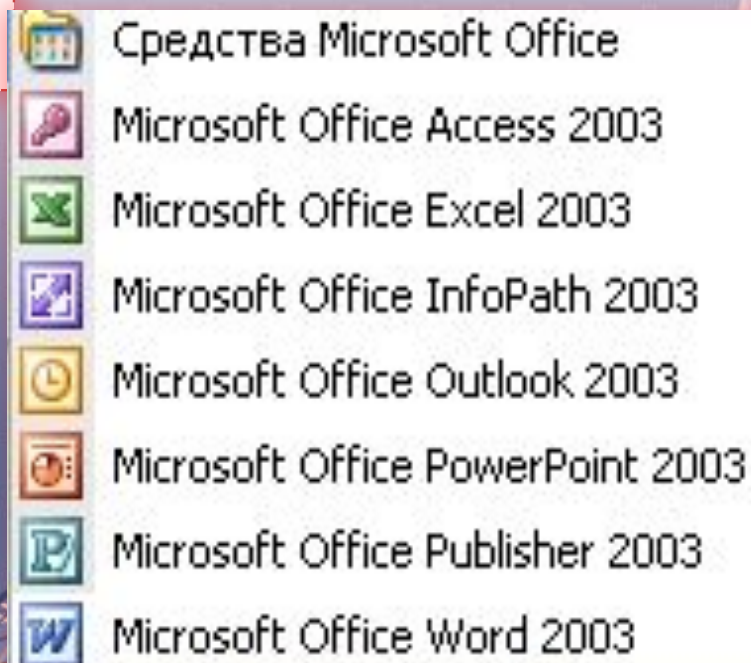 Средства Microsoft Office
Microsoft Office Access 2003
Microsoft Office Excel 2003
Microsoft Office InfoPath 2003
Microsoft Office Outlook 2003
Microsoft Office PowerPoint 2003
Microsoft Office Publisher 2003
Microsoft Office Word 2003